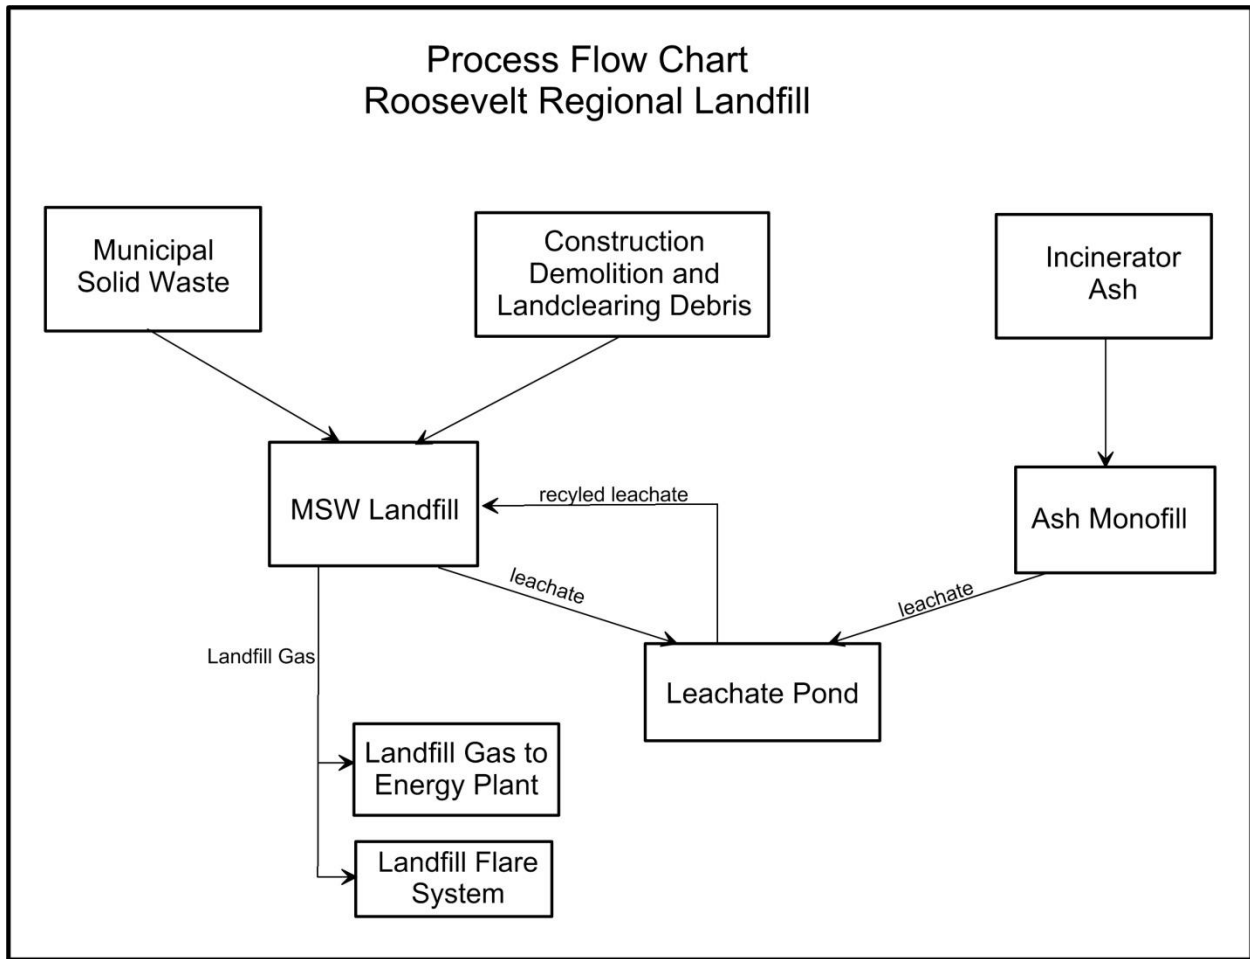 Process Flow Chart
Roosevelt Regional Landfill
Municipal
Solid Waste
Construction
Demolition and
Landclearing Debris
Incinerator
Ash
MSW Landfill
recyled leachate
Ash Monofill
leachate
leachate
Landfill Gas
Leachate Pond
Landfill Gas to
Energy Plant
Landfill Flare
System